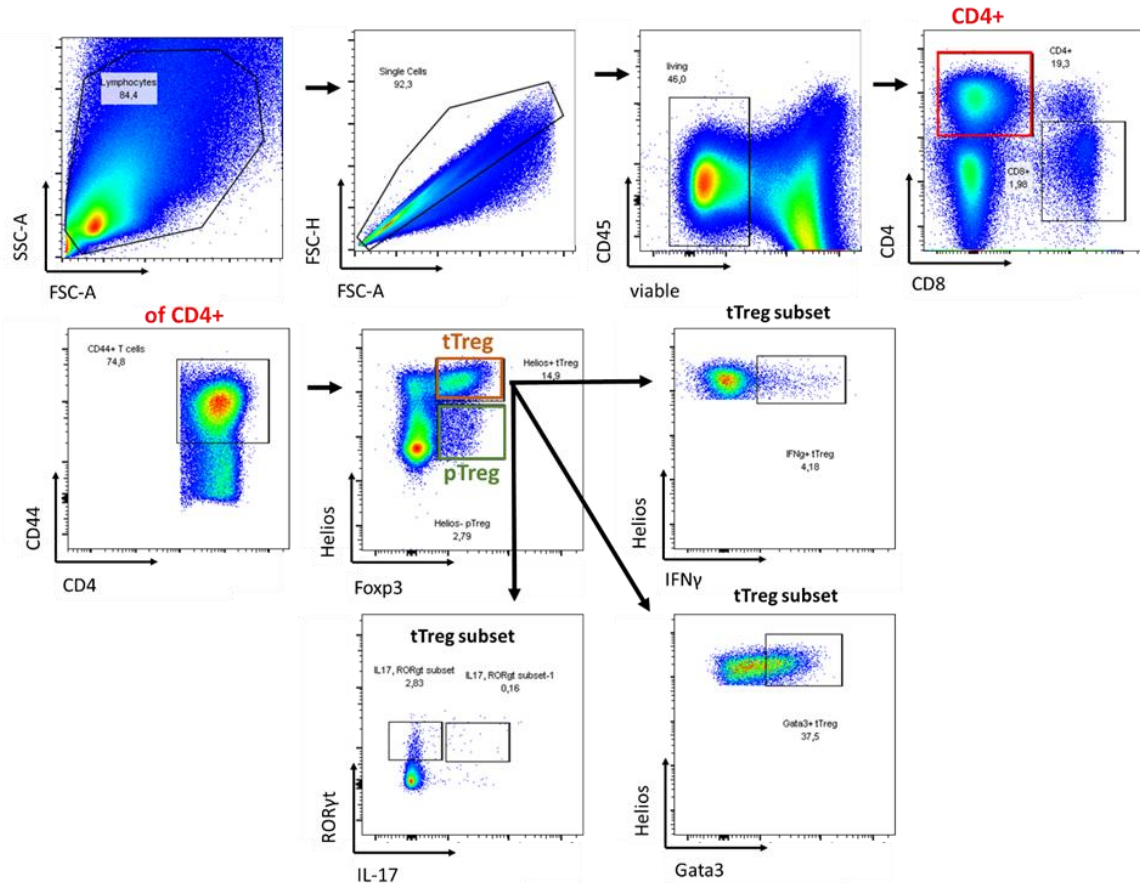 CD4+
SSC-A
Lymphocytes
84,4
FSC-A
FSC-H
Single Cells
92,3
FSC-A
CD45
living
46,0
viable
CD4
CD4+
19,3
CD8+
1,98
CD8
of CD4+
CD44
CD44+ T cells
74,8
CD4
Helios
tTreg
Helios+ tTreg
14,9
pTreg
Helios- pTreg
2,79
Foxp3
tTreg subset
Helios
IFNg+ tTreg
4,18
IFNγ
tTreg subset
RORγt
IL17, RORgt subset
2,83
IL17, RORgt subset-1
0,16
IL-17
tTreg subset
Helios
Gata3+ tTreg
37,5
Gata3